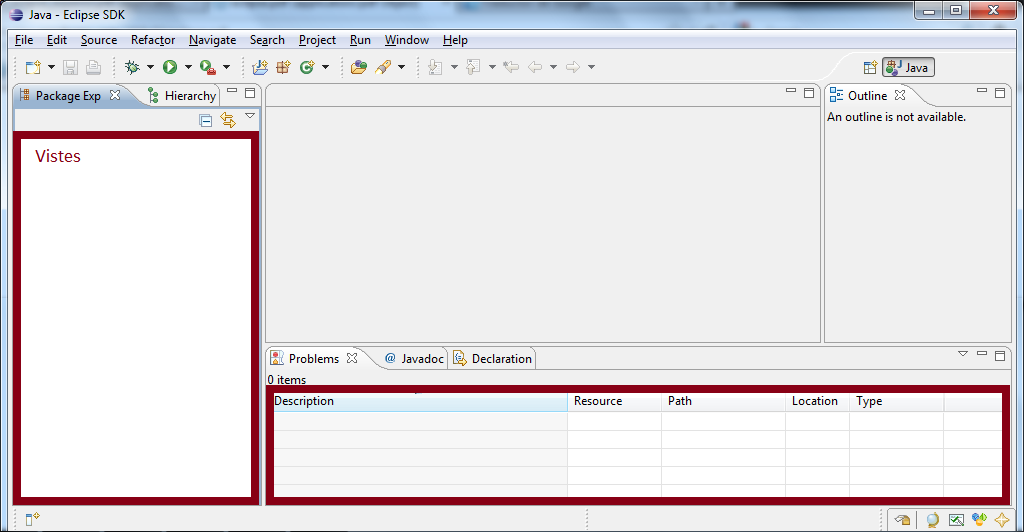 Java - Eclipse SDK
File Edit Source Refactor Navigate Search Project Run Window Help
Java
Package Exp Hierarchy
Outline
An outline is not available.
Vistes
Problems @ Javadoc Declaration
0 items
Description Resource Path Location Type